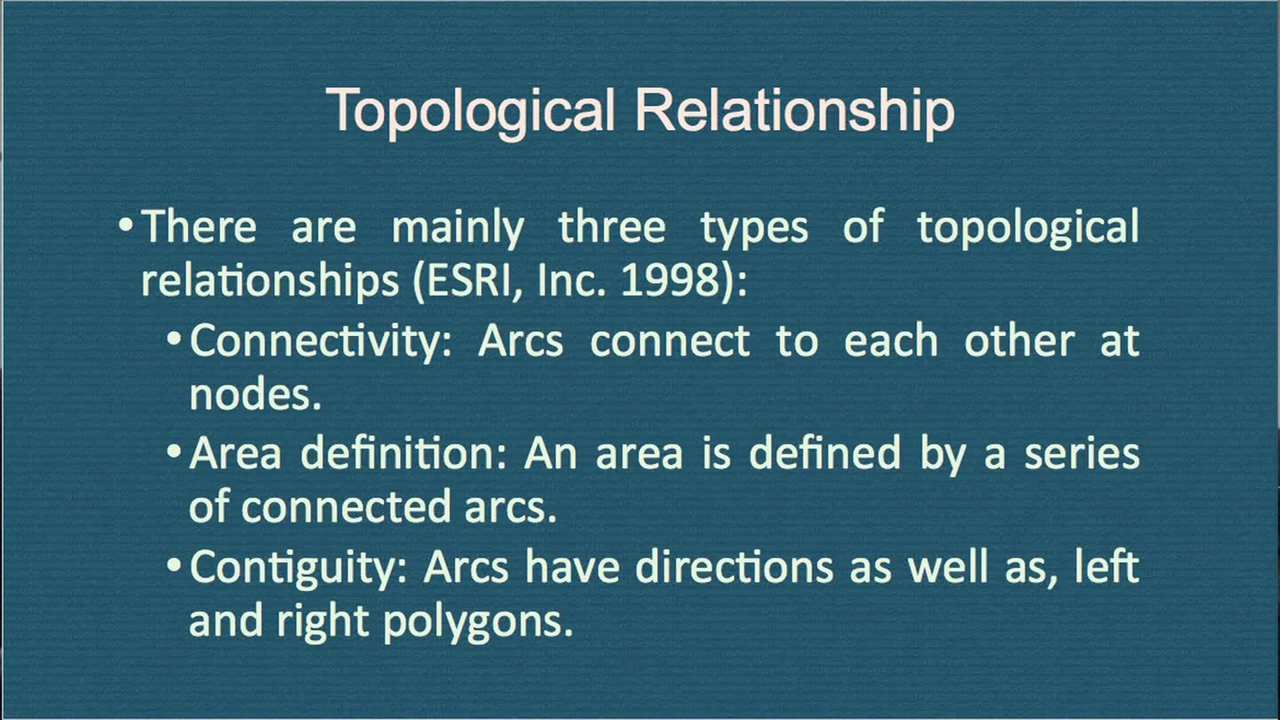 Topological Relationship
• There are mainly three types of topological
relationships (ESRI, Inc. 1998):
• Connectivity: Arcs connect to each other at
nodes.
• Area definition: An area is defined by a series
of connected arcs.
• Contiguity: Arcs have directions as well as, left
and right polygons.